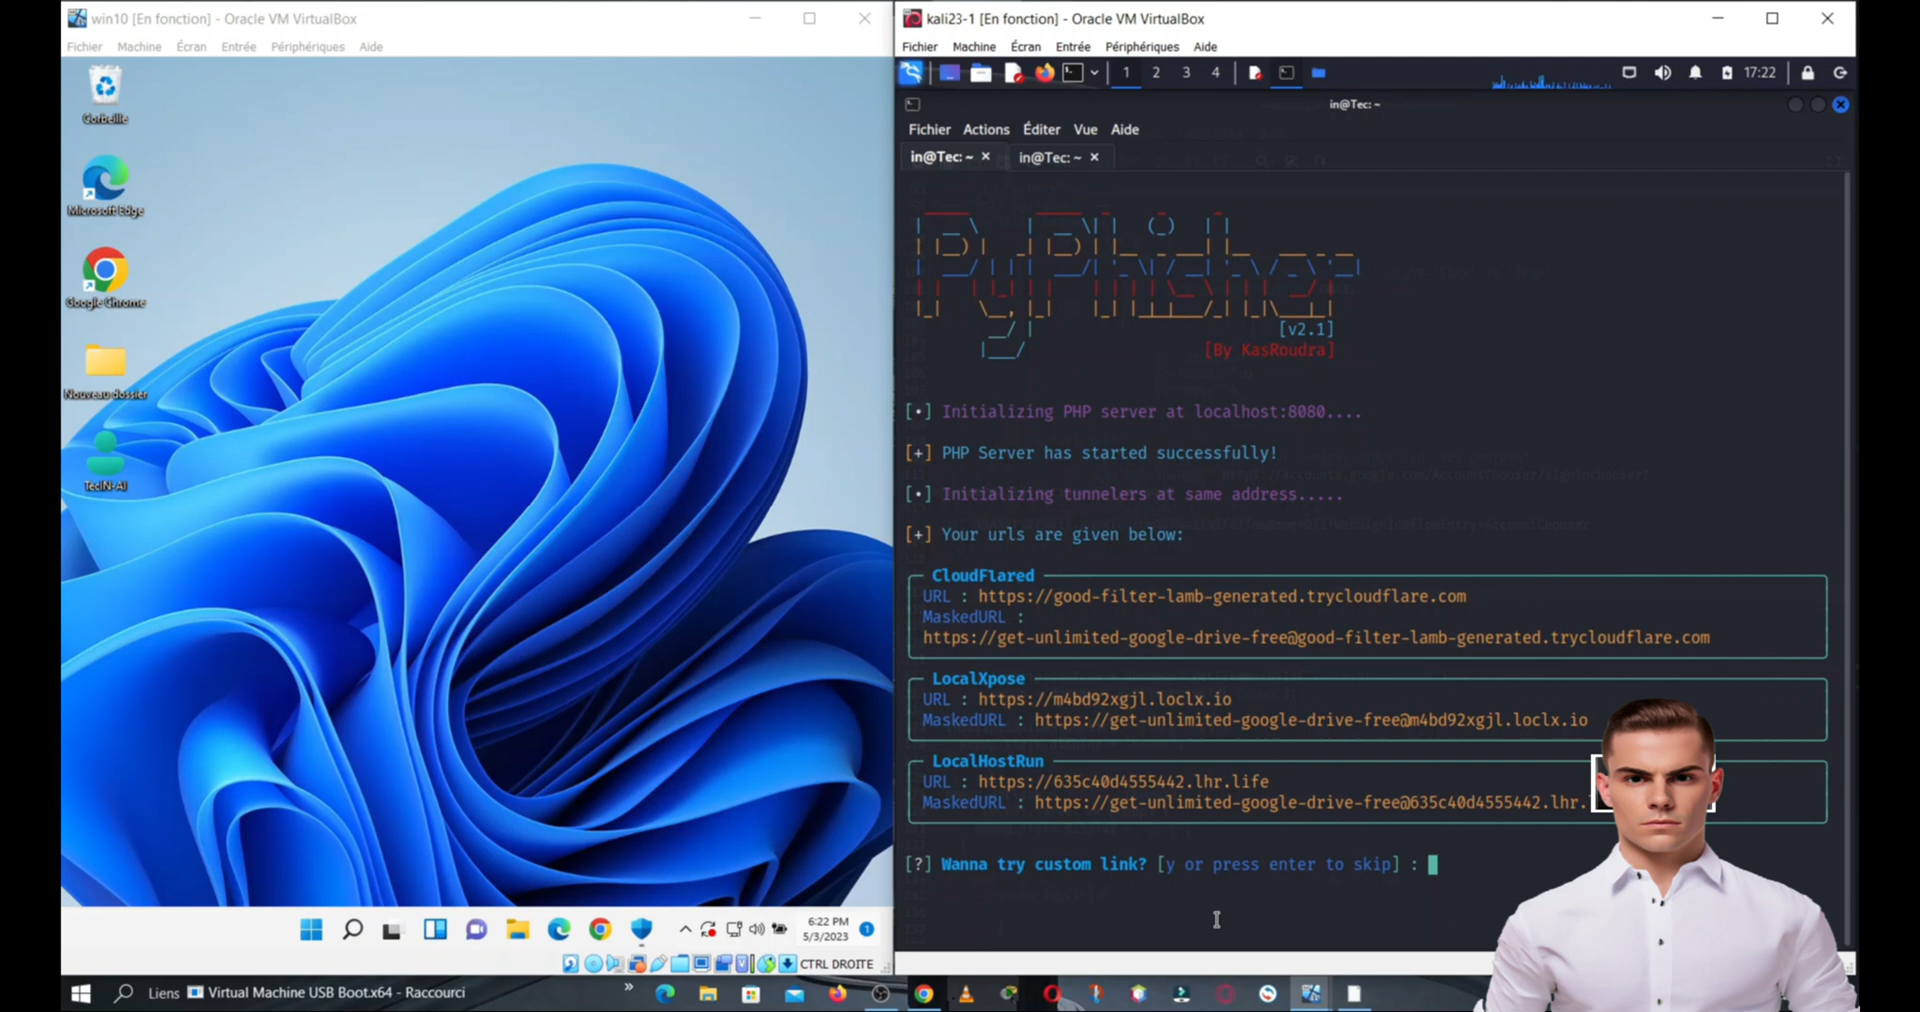 win10 [En fonction] - Oracle VM VirtualBox
Fichier Machine Écran Entrée Périphériques Aide
Corbeille
Microsoft Edge
Google Chrome
Nouveau dossier
TecIN-AI
6:22 PM
5/3/2023
1
CTRL DROITE
kali23-1 [En fonction] - Oracle VM VirtualBox
Fichier Machine Écran Entrée Périphériques Aide
1 2 3 4
17:22
in@Tec: ~
Fichier Actions Éditer Vue Aide
in@Tec: ~ × in@Tec: ~ ×
PyPhisher
[v2.1]
[By KasRoudra]
[•] Initializing PHP server at localhost:8080....
[+] PHP Server has started successfully!
[•] Initializing tunnelers at same address.....
[+] Your urls are given below:
CloudFlared
URL : https://good-filter-lamb-generated.trycloudflare.com
MaskedURL :
https://get-unlimited-google-drive-free@good-filter-lamb-generated.trycloudflare.com
LocalXpose
URL : https://m4bd92xgjl.loclx.io
MaskedURL : https://get-unlimited-google-drive-free@m4bd92xgjl.loclx.io
LocalHostRun
URL : https://635c40d4555442.lhr.life
MaskedURL : https://get-unlimited-google-drive-free@635c40d4555442.lhr.
[?] Wanna try custom link? [y or press enter to skip] :
Liens Virtual Machine USB Boot.x64 - Raccourci